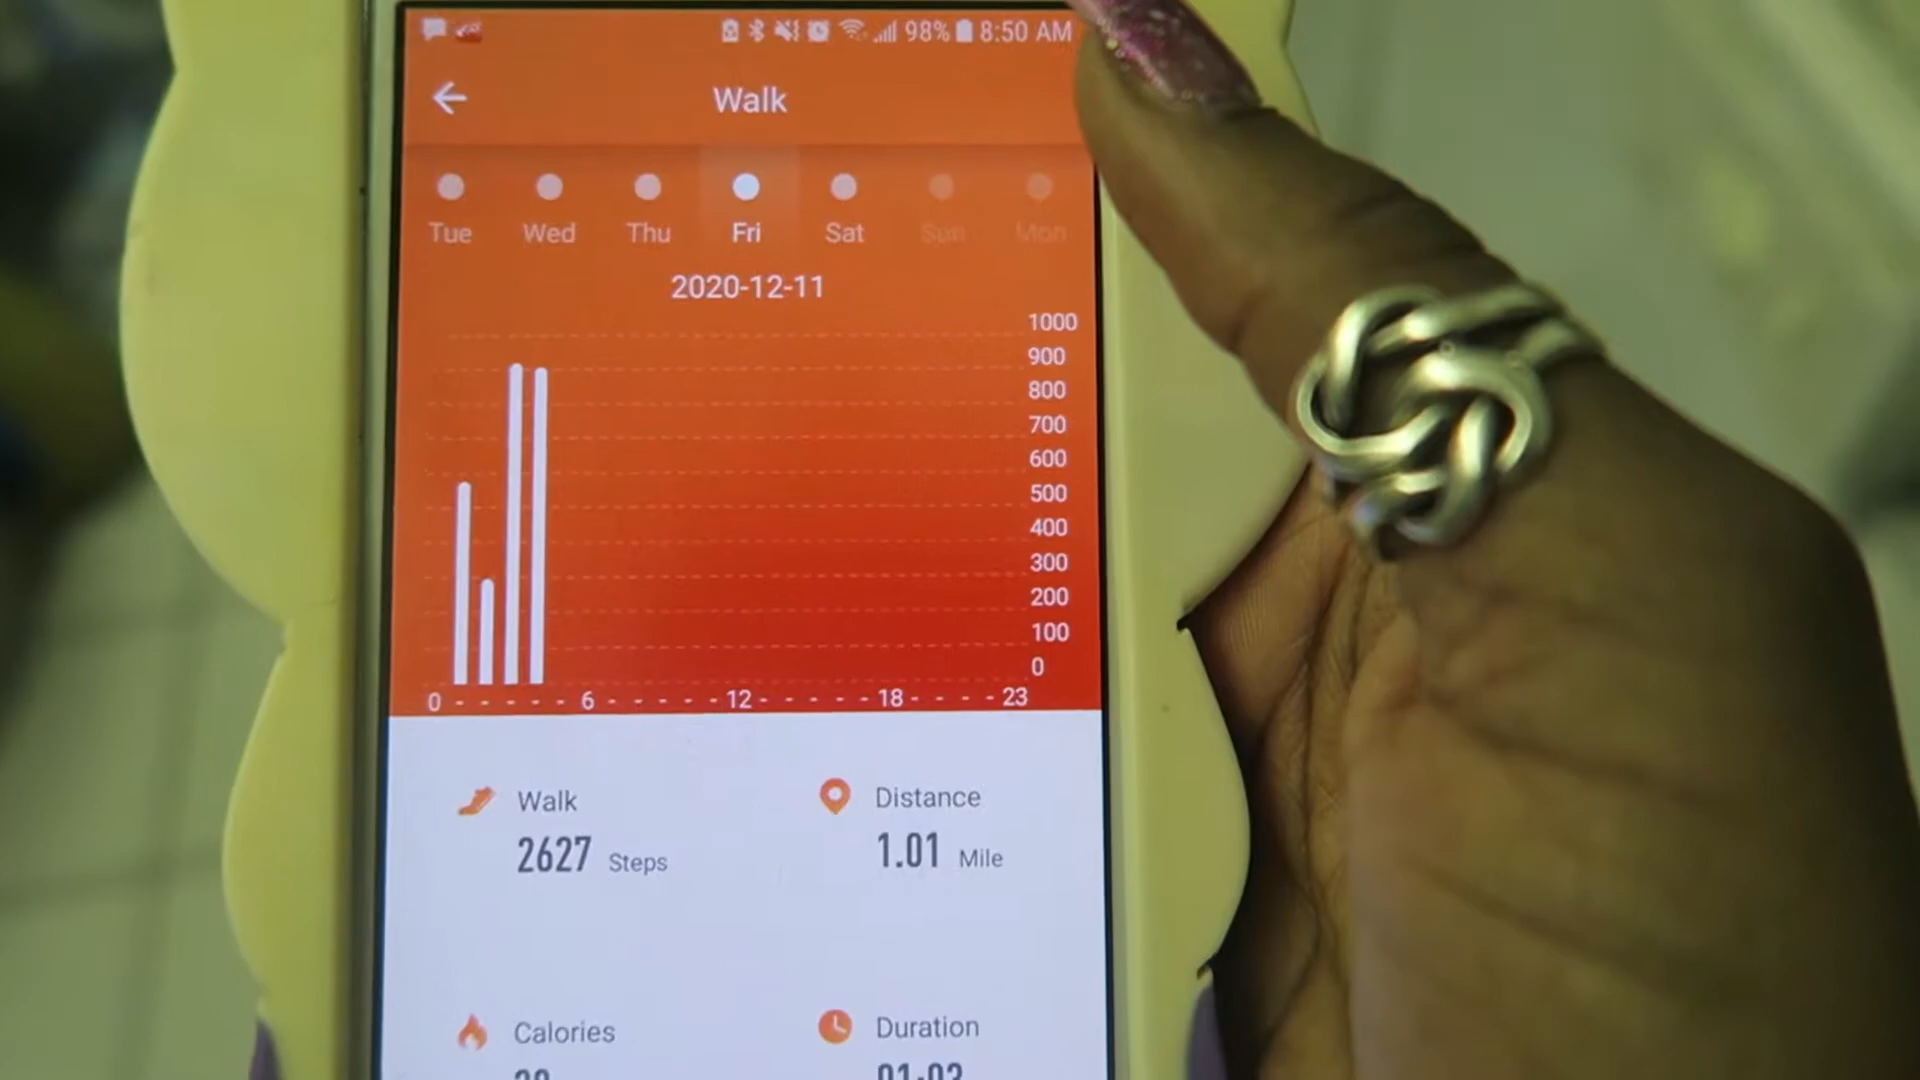 98% 8:50 AM
Walk
Tue Wed Thu Fri Sat Sun Mon
2020-12-11
1000
900
800
700
600
500
400
300
200
100
0
0 - - - - - 6 - - - - - 12 - - - - - 18 - - - - 23
Walk
2627 Steps
Distance
1.01 Mile
Calories
Duration